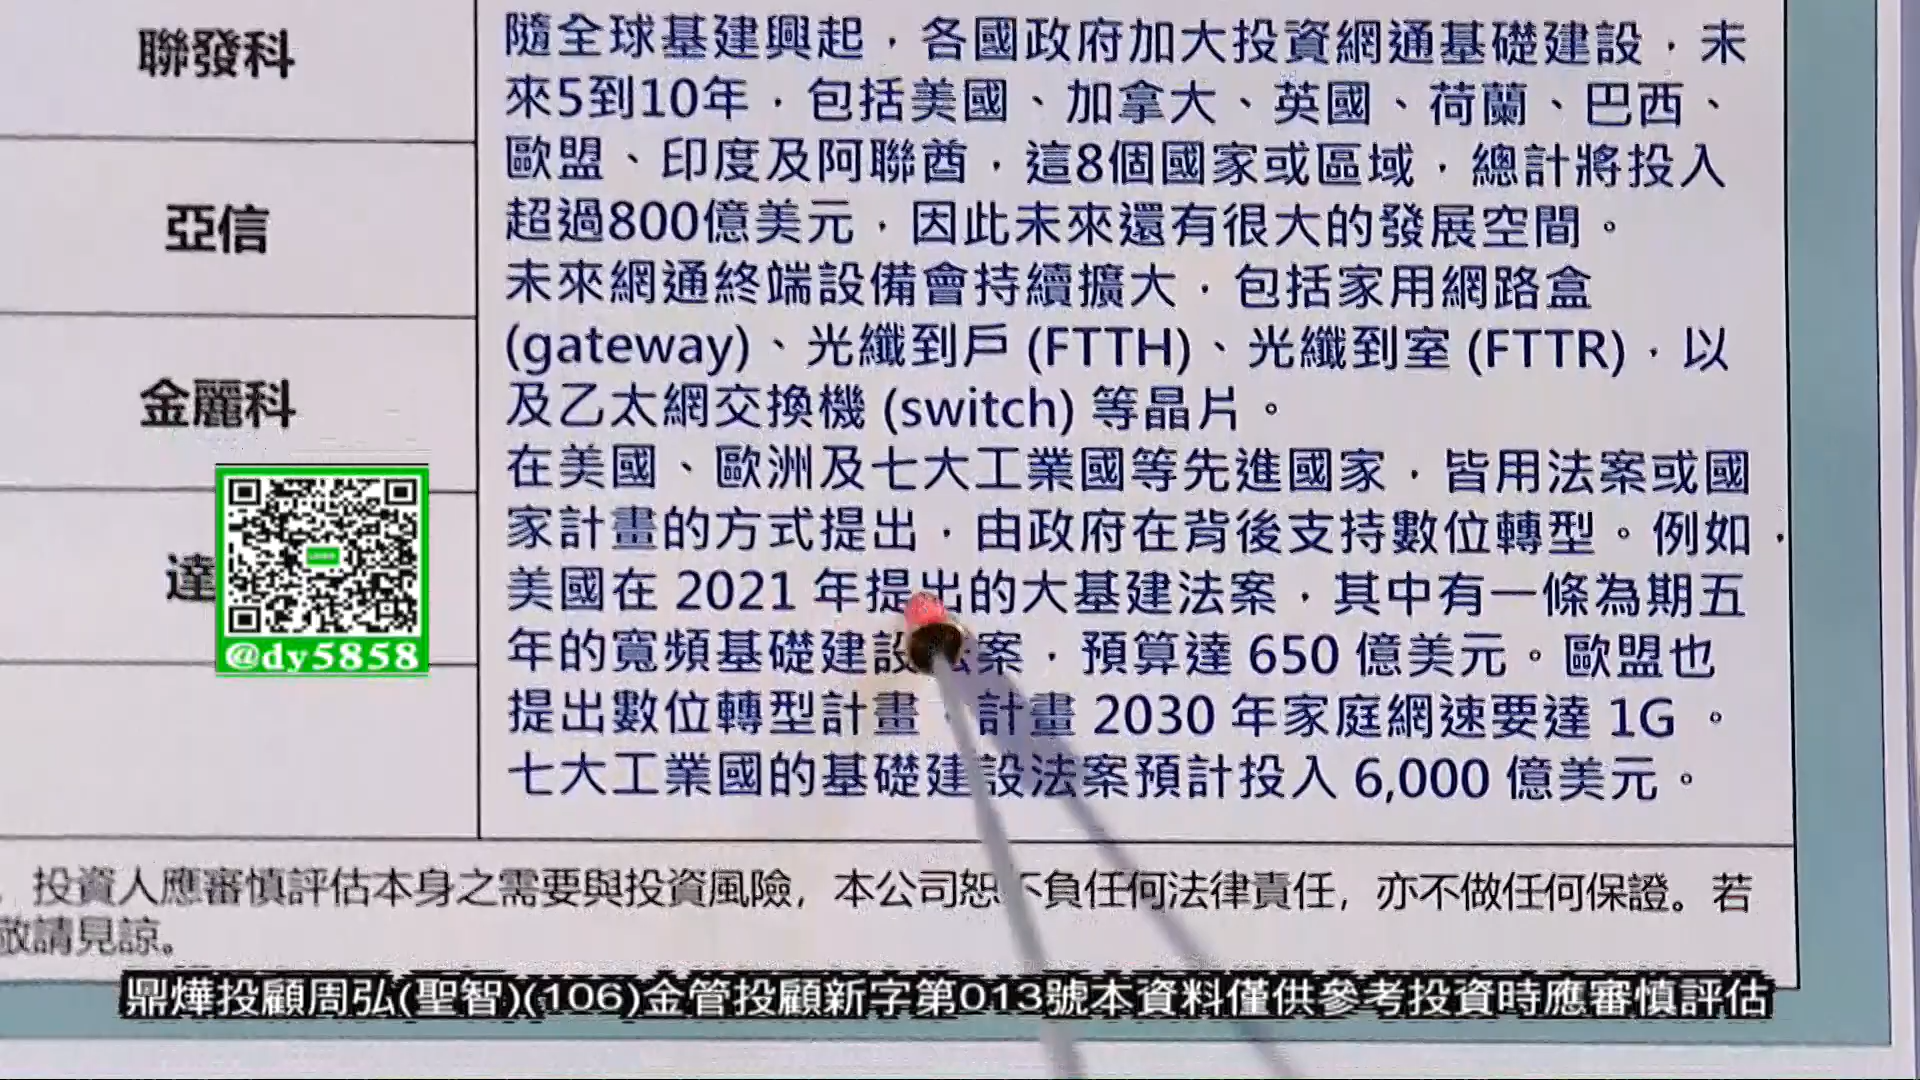 聯發科
亞信
金麗科
達
@dy5858
隨全球基建興起，各國政府加大投資網通基礎建設，未
來5到10年，包括美國、加拿大、英國、荷蘭、巴西、
歐盟、印度及阿聯酋，這8個國家或區域，總計將投入
超過800億美元，因此未來還有很大的發展空間。
未來網通終端設備會持續擴大，包括家用網路盒
(gateway)、光纖到戶 (FTTH)、光纖到室 (FTTR)，以
及乙太網交換機 (switch) 等晶片。
在美國、歐洲及七大工業國等先進國家，皆用法案或國
家計畫的方式提出，由政府在背後支持數位轉型。例如，
美國在 2021 年提出的大基建法案，其中有一條為期五
年的寬頻基礎建設法案，預算達 650 億美元。歐盟也
提出數位轉型計畫，計畫 2030 年家庭網速要達 1G 。
七大工業國的基礎建設法案預計投入 6,000 億美元。
投資人應審慎評估本身之需要與投資風險，本公司恕不負任何法律責任，亦不做任何保證。若
敬請見諒。
鼎燁投顧周弘(聖智)(106)金管投顧新字第013號本資料僅供參考投資時應審慎評估